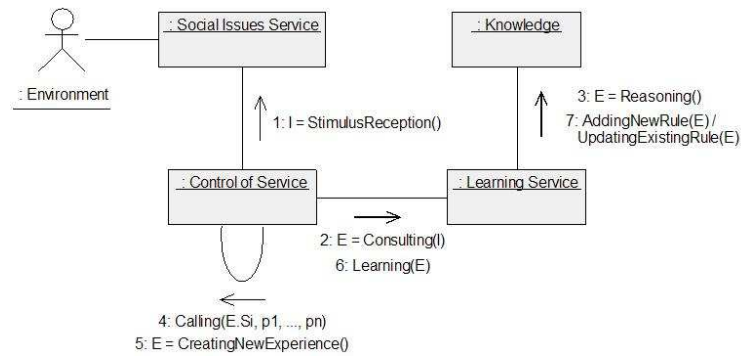 : Social Issues Service
: Knowledge
: Environment
1: I = StimulusReception()
3: E = Reasoning()
7: AddingNewRule(E) /
UpdatingExistingRule(E)
: Control of Service
: Learning Service
2: E = Consulting(I)
6: Learning(E)
4: Calling(E.Si, p1, ..., pn)
5: E = CreatingNewExperience()